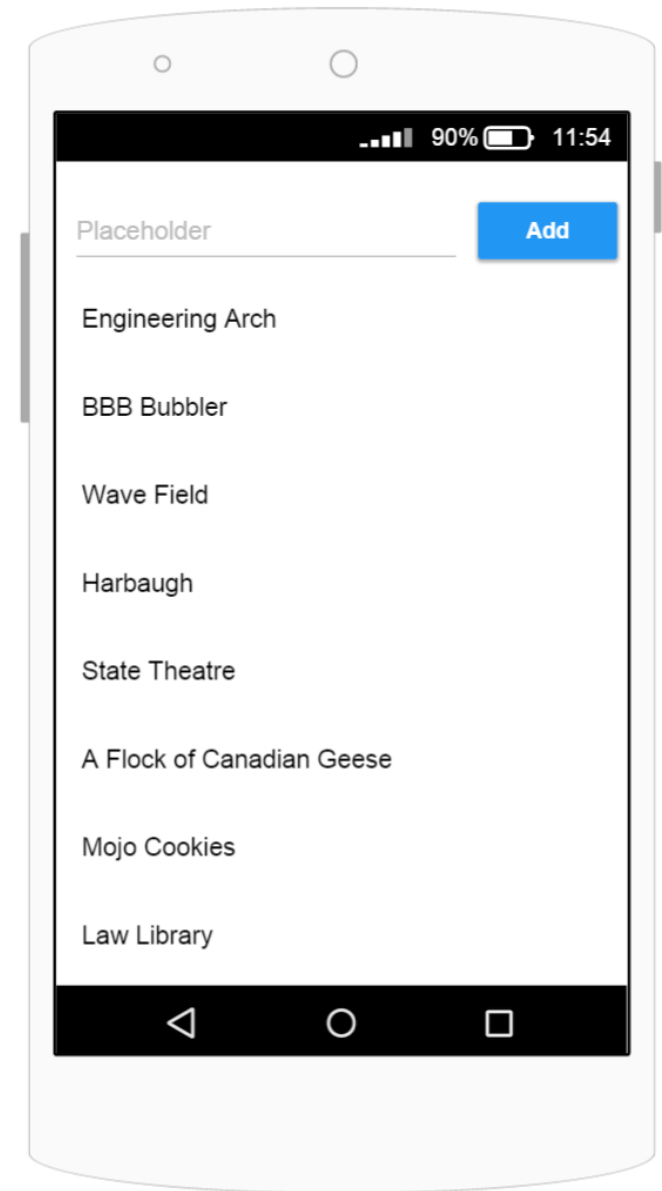 90% 11:54
Placeholder Add
Engineering Arch
BBB Bubbler
Wave Field
Harbaugh
State Theatre
A Flock of Canadian Geese
Mojo Cookies
Law Library